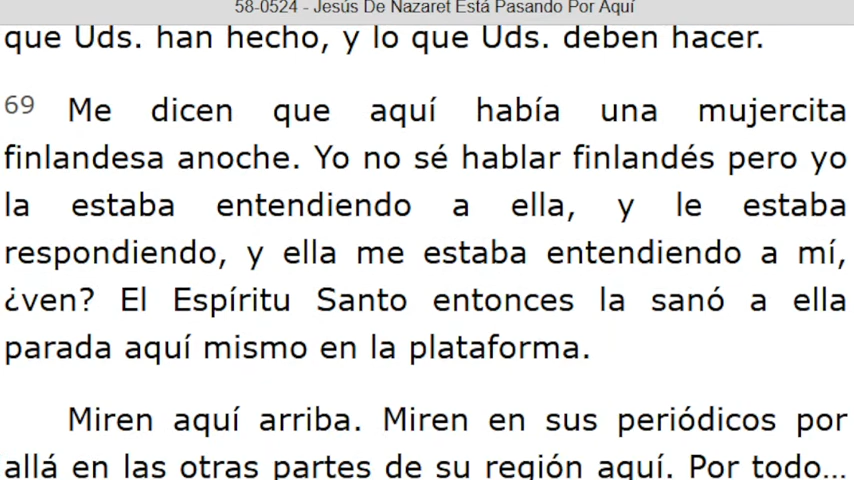 58-0524 - Jesús De Nazaret Está Pasando Por Aquí
que Uds. han hecho, y lo que Uds. deben hacer.
69 Me dicen que aquí había una mujercita
finlandesa anoche. Yo no sé hablar finlandés pero yo
la estaba entendiendo a ella, y le estaba
respondiendo, y ella me estaba entendiendo a mí,
¿ven? El Espíritu Santo entonces la sanó a ella
parada aquí mismo en la plataforma.
Miren aquí arriba. Miren en sus periódicos por
allá en las otras partes de su región aquí. Por todo...